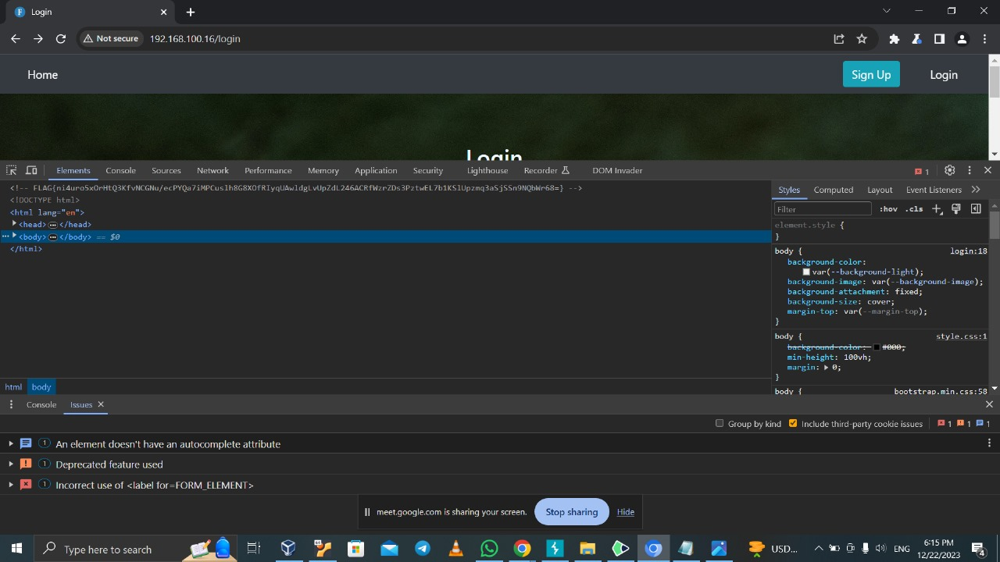 Login
Not secure
192.168.100.16/login
Home
Sign Up
Login
Login
Elements
Console
Sources
Network
Performance
Memory
Application
Security
Lighthouse
Recorder
DOM Invader
1
<!-- FLAG{ni4uro5xOrHtQ3KfvNCGNu/ecPYQa7iMPCuslh8G8XOfRIyqUAwldgLvUpZdL246ACRfWzrZDs3PztwEL7b1KSlUpzmq3aSjSSn9NQbWr68=} -->
<!DOCTYPE html>
<html lang="en">
<head> … </head>
… <body> … </body> == $0
</html>
html
body
Styles
Computed
Layout
Event Listeners
Filter
:hov
.cls
element.style {
}
body {
login:18
background-color:
var(--background-light);
background-image: var(--background-image);
background-attachment: fixed;
background-size: cover;
margin-top: var(--margin-top);
}
body {
style.css:1
background-color: #000;
min-height: 100vh;
margin: 0;
}
body {
bootstrap.min.css:58
Console
Issues
Group by kind
Include third-party cookie issues
1
1
1
1 An element doesn't have an autocomplete attribute
1 Deprecated feature used
1 Incorrect use of <label for=FORM_ELEMENT>
meet.google.com is sharing your screen.
Stop sharing
Hide
Type here to search
USD...
ENG
6:15 PM
12/22/2023
4